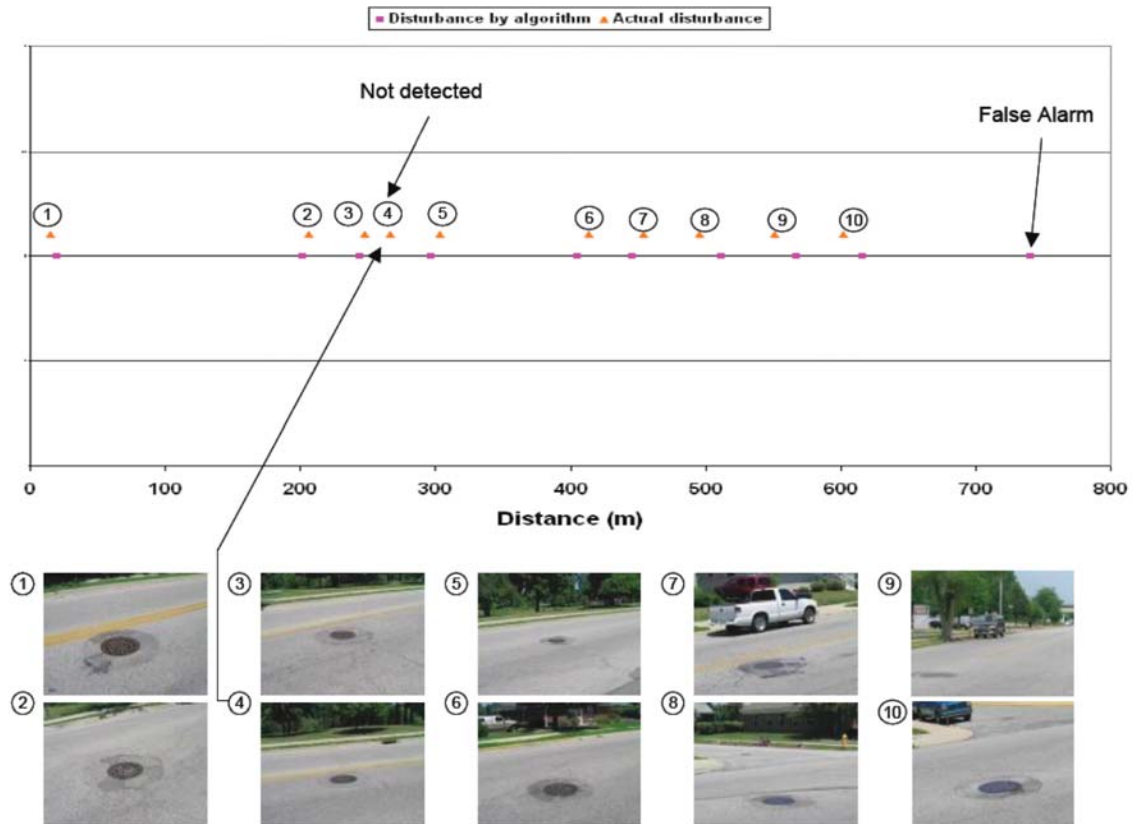 Disturbance by algorithm Actual disturbance
Not detected
False Alarm
1 2 3 4 5 6 7 8 9 10
0 100 200 300 400 500 600 700 800
Distance (m)
1 3 5 7 9
2 4 6 8 10